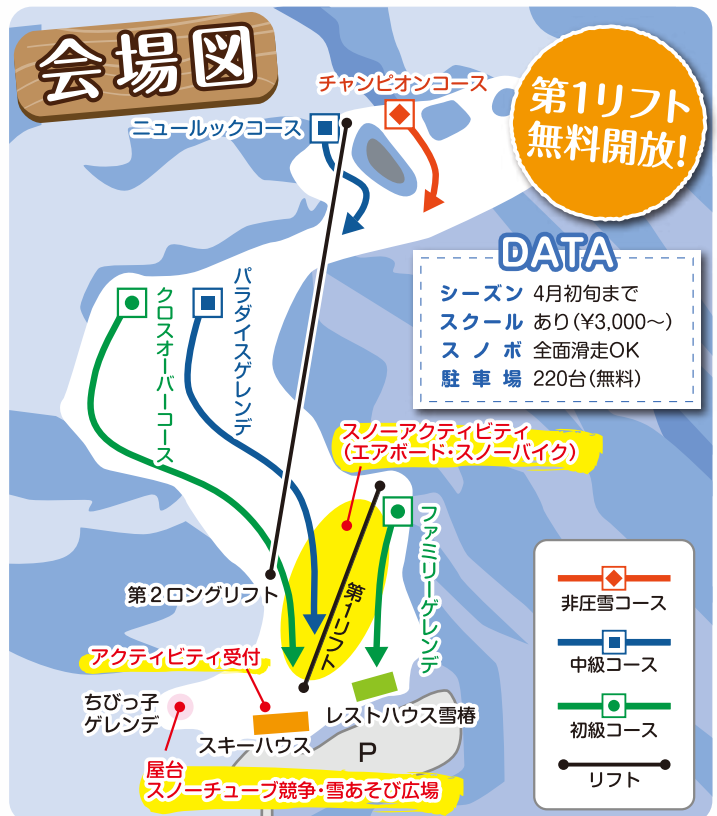 会場図
第1リフト
無料開放!
チャンピオンコース
ニュールックコース
DATA
シーズン 4月初旬まで
スクール あり(¥3,000〜)
スノボ 全面滑走OK
駐車場 220台(無料)
パラダイスゲレンデ
クロスオーバーコース
スノーアクティビティ
(エアボード・スノーバイク)
ファミリーゲレンデ
第2ロングリフト
第1リフト
アクティビティ受付
ちびっ子
ゲレンデ
スキーハウス
レストハウス雪椿
P
屋台
スノーチューブ競争・雪あそび広場
非圧雪コース
中級コース
初級コース
リフト